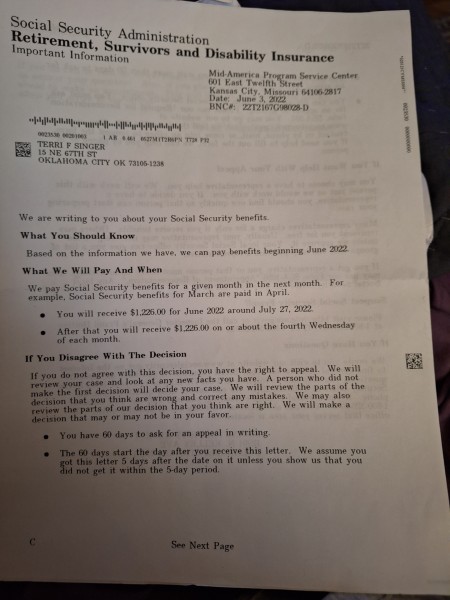 Social Security Administration
Retirement, Survivors and Disability Insurance
Important Information
Mid-America Program Service Center
601 East Twelfth Street
Kansas City, Missouri 64106-2817
Date: June 3, 2022
BNC#: 22T2167G98028-D
TERRI F SINGER
15 NE 67TH ST
OKLAHOMA CITY OK 73105-1238
We are writing to you about your Social Security benefits.
What You Should Know
Based on the information we have, we can pay benefits beginning June 2022.
What We Will Pay And When
We pay Social Security benefits for a given month in the next month. For
example, Social Security benefits for March are paid in April.
• You will receive $1,226.00 for June 2022 around July 27, 2022.
• After that you will receive $1,226.00 on or about the fourth Wednesday
of each month.
If You Disagree With The Decision
If you do not agree with this decision, you have the right to appeal. We will
review your case and look at any new facts you have. A person who did not
make the first decision will decide your case. We will review the parts of the
decision that you think are wrong and correct any mistakes. We may also
review the parts of our decision that you think are right. We will make a
decision that may or may not be in your favor.
• You have 60 days to ask for an appeal in writing.
• The 60 days start the day after you receive this letter. We assume you
got this letter 5 days after the date on it unless you show us that you
did not get it within the 5-day period.
C
See Next Page